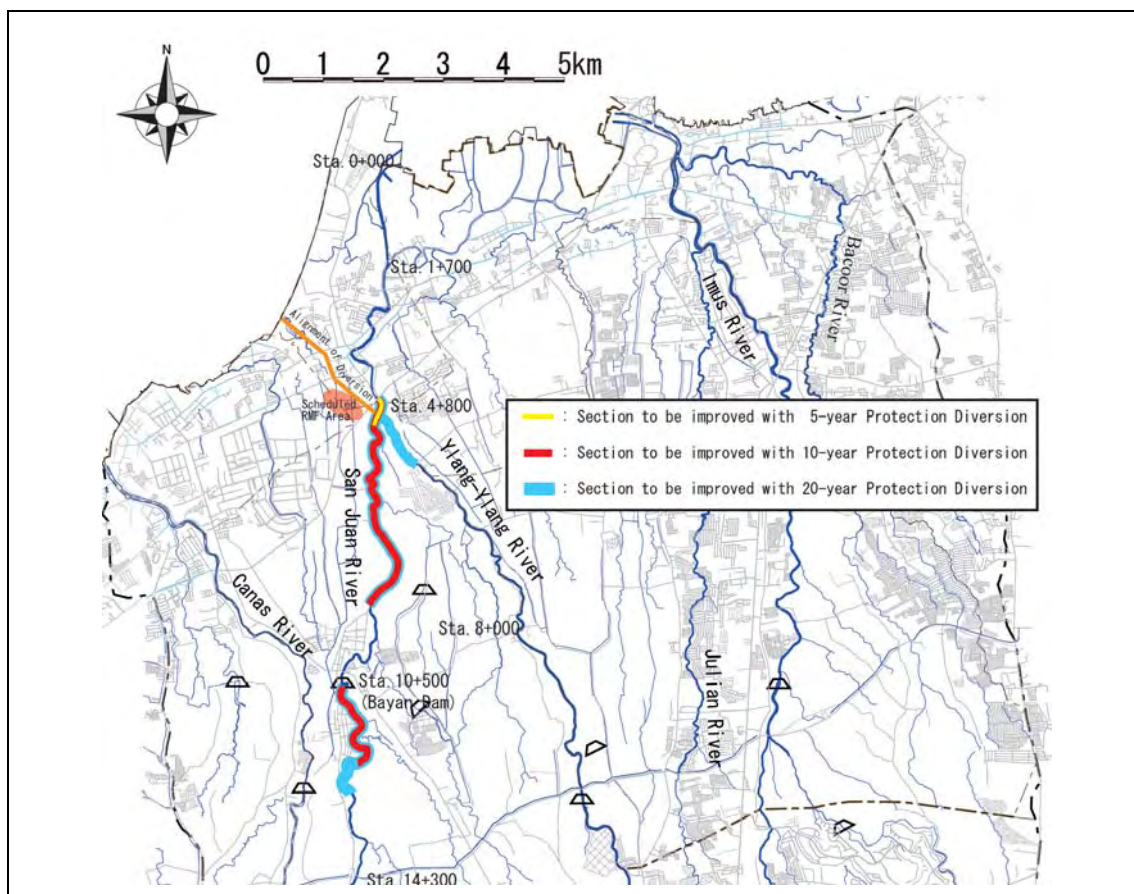 N
0 1 2 3 4 5km
Sta. 0+000
Sta. 1+700
Bacoor River
Imus River
Alignment of Diversion
Scheduled
RMF Area
Sta. 4+800
: Section to be improved with 5-year Protection Diversion
: Section to be improved with 10-year Protection Diversion
: Section to be improved with 20-year Protection Diversion
Ylang-Ylang River
San Juan River
Canas River
Sta. 8+000
Julian River
Sta. 10+500
(Bayan Dam)
Sta. 14+300